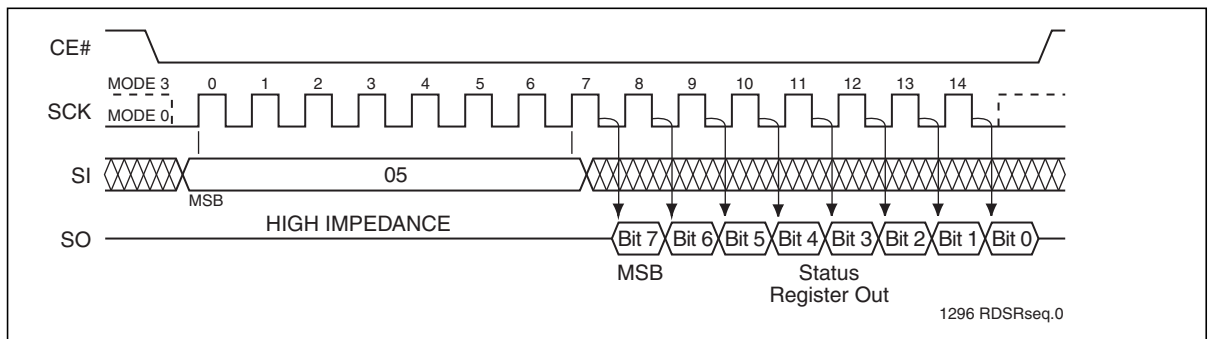 CE#
MODE 3 0 1 2 3 4 5 6 7 8 9 10 11 12 13 14
SCK
MODE 0
SI 05
MSB
HIGH IMPEDANCE
SO Bit 7 Bit 6 Bit 5 Bit 4 Bit 3 Bit 2 Bit 1 Bit 0
MSB Status
Register Out
1296 RDSRseq.0